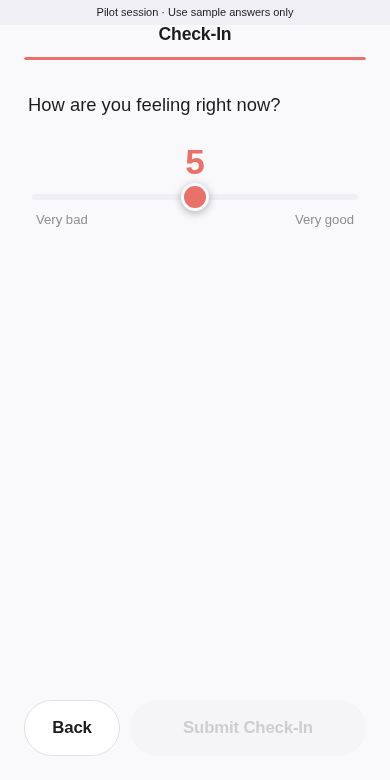 Pilot session · Use sample answers only
Check-In
How are you feeling right now?
5
Very bad
Very good
Back
Submit Check-In